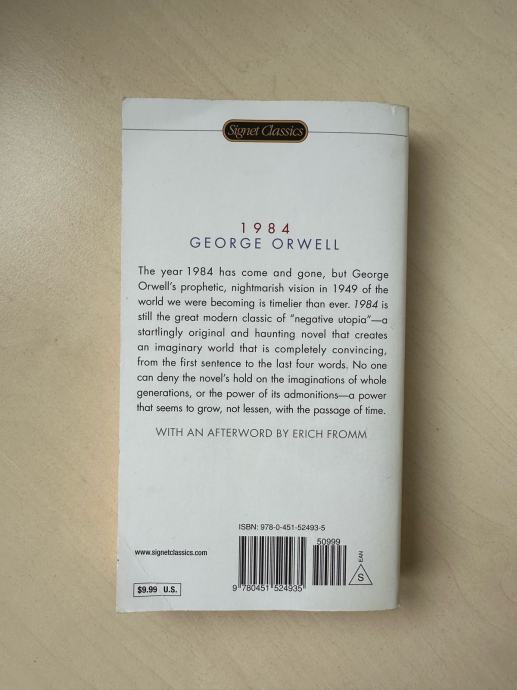 Signet Classics
1984
GEORGE ORWELL
The year 1984 has come and gone, but George
Orwell's prophetic, nightmarish vision in 1949 of the
world we were becoming is timelier than ever. 1984 is
still the great modern classic of "negative utopia"—a
startlingly original and haunting novel that creates
an imaginary world that is completely convincing,
from the first sentence to the last four words. No one
can deny the novel's hold on the imaginations of whole
generations, or the power of its admonitions—a power
that seems to grow, not lessen, with the passage of time.
WITH AN AFTERWORD BY ERICH FROMM
ISBN: 978-0-451-52493-5
50999
www.signetclassics.com
EAN
S
$9.99 U.S.
9 780451 524935